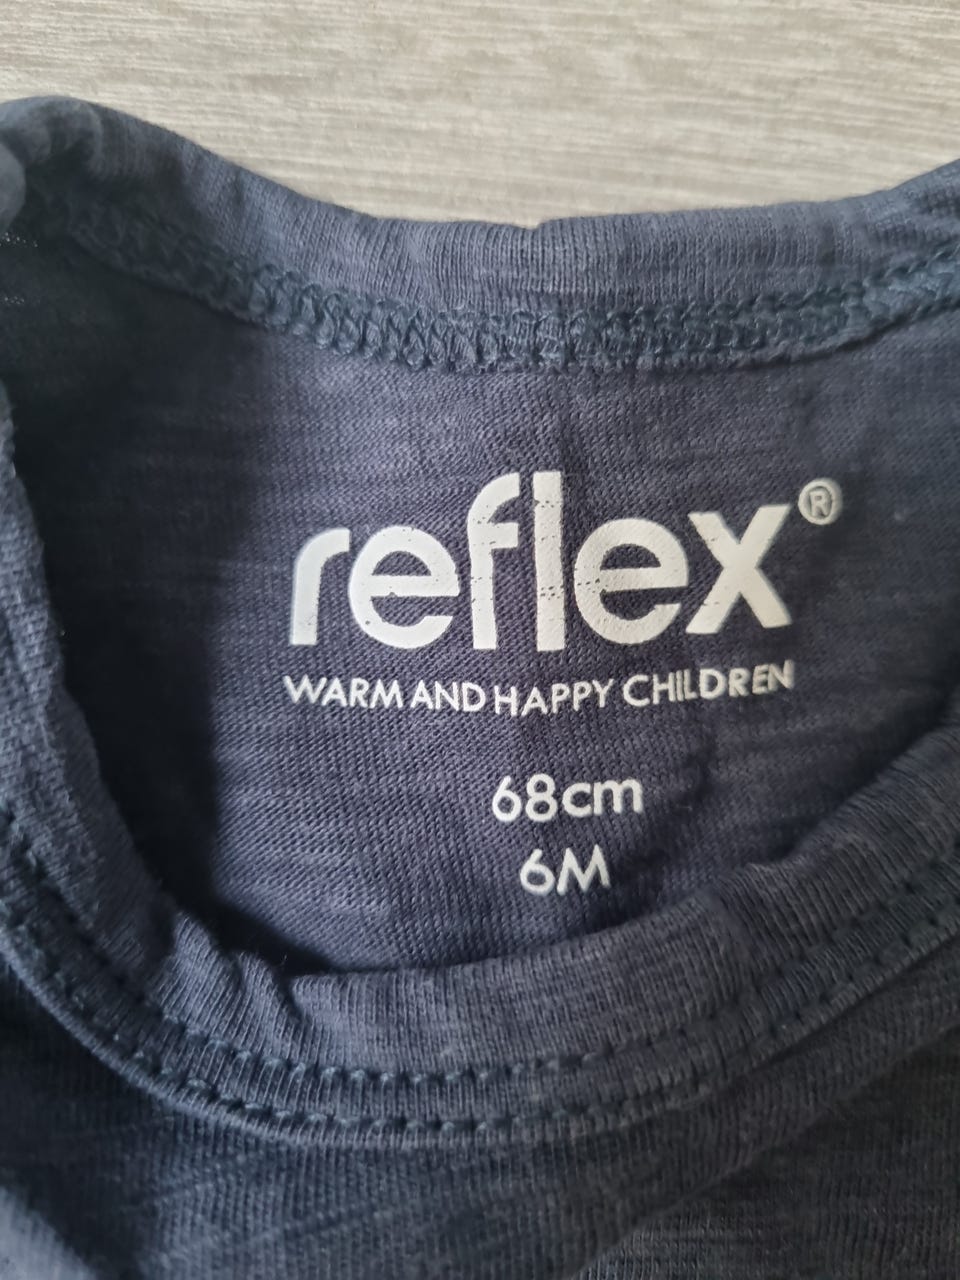 reflex®
WARM AND HAPPY CHILDREN
68cm
6M